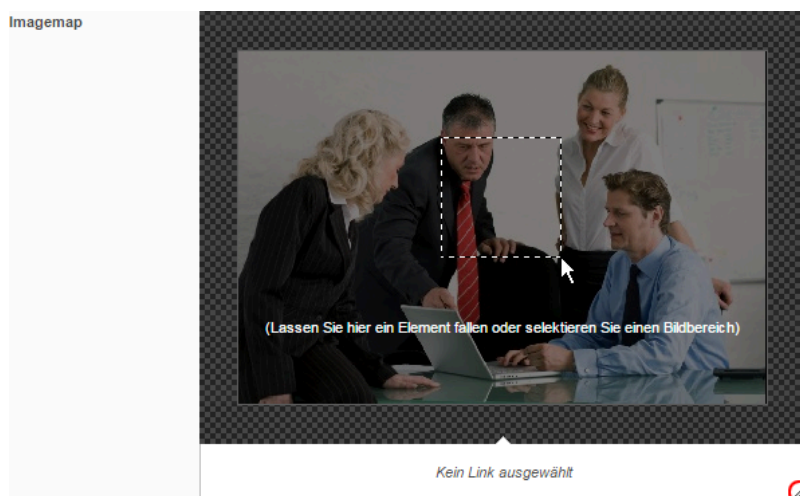 Imagemap
(Lassen Sie hier ein Element fallen oder selektieren Sie einen Bildbereich)
Kein Link ausgewählt